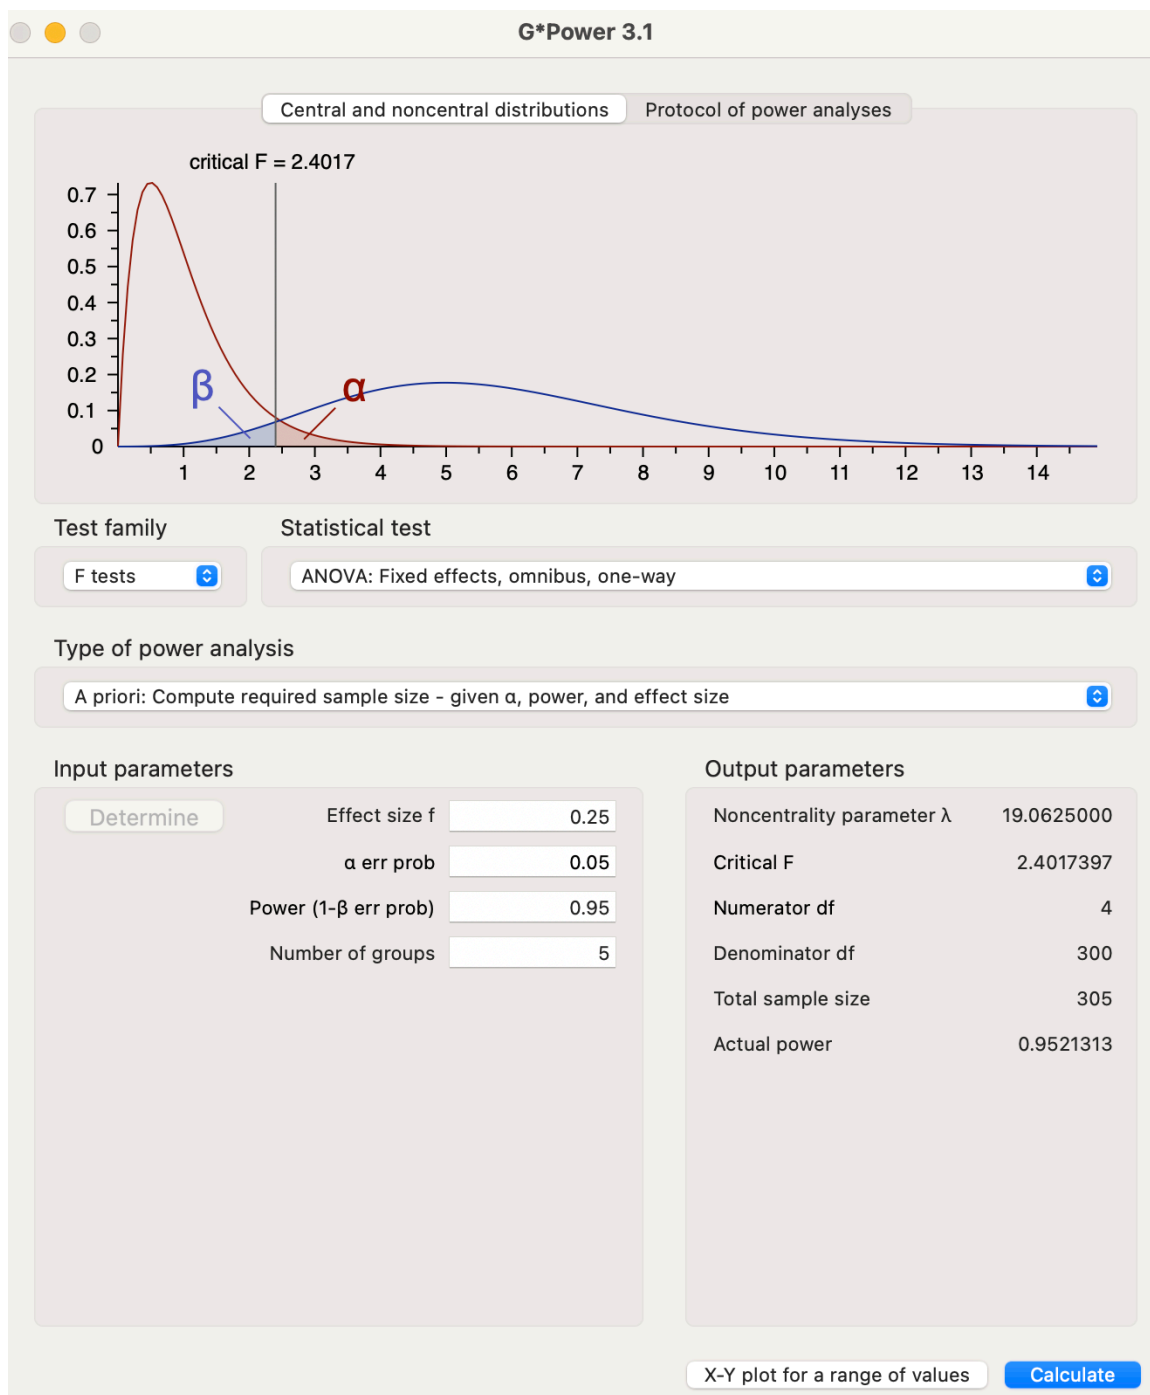 G*Power 3.1
Central and noncentral distributions Protocol of power analyses
critical F = 2.4017
0.7
0.6
0.5
0.4
0.3
0.2
0.1
0
β α
1 2 3 4 5 6 7 8 9 10 11 12 13 14
Test family Statistical test
F tests ANOVA: Fixed effects, omnibus, one-way
Type of power analysis
A priori: Compute required sample size - given α, power, and effect size
Input parameters Output parameters
Determine Effect size f 0.25 Noncentrality parameter λ 19.0625000
α err prob 0.05 Critical F 2.4017397
Power (1-β err prob) 0.95 Numerator df 4
Number of groups 5 Denominator df 300
Total sample size 305
Actual power 0.9521313
X-Y plot for a range of values Calculate